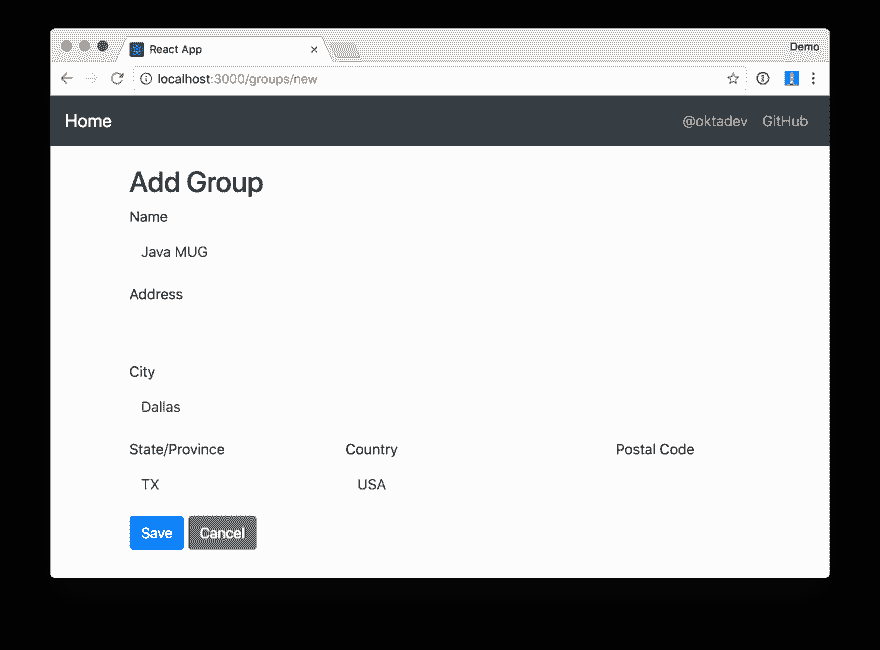 React App
Demo
localhost:3000/groups/new
Home @oktadev GitHub
Add Group
Name
Java MUG
Address
City
Dallas
State/Province Country Postal Code
TX USA
Save Cancel